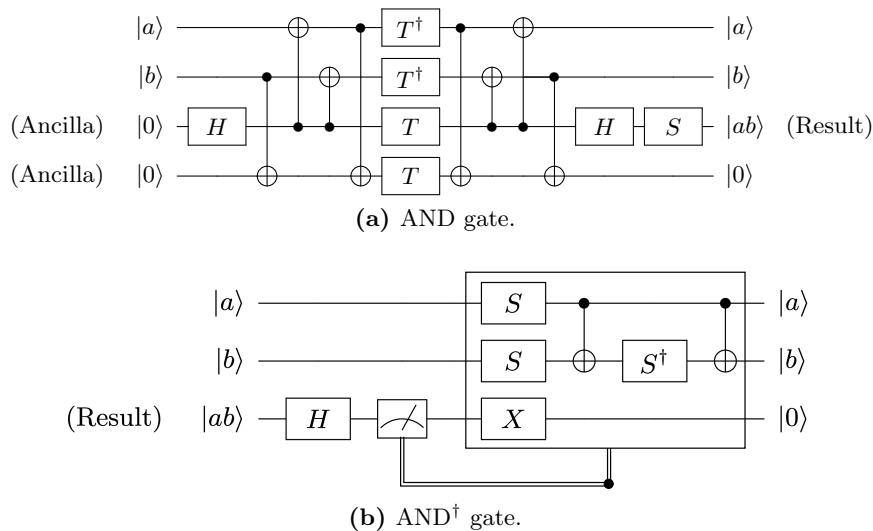 |a⟩ T† |a⟩
|b⟩ T† |b⟩
(Ancilla) |0⟩ H T H S |ab⟩ (Result)
(Ancilla) |0⟩ T |0⟩
(a) AND gate.
|a⟩ S |a⟩
|b⟩ S S† |b⟩
(Result) |ab⟩ H X |0⟩
(b) AND† gate.